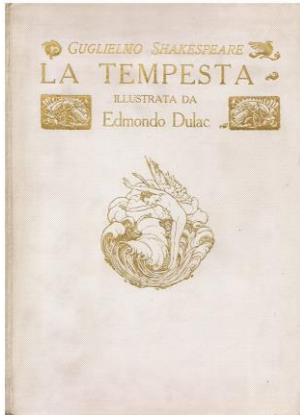 GUGLIELMO SHAKESPEARE
LA TEMPESTA
ILLUSTRATA DA
Edmondo Dulac